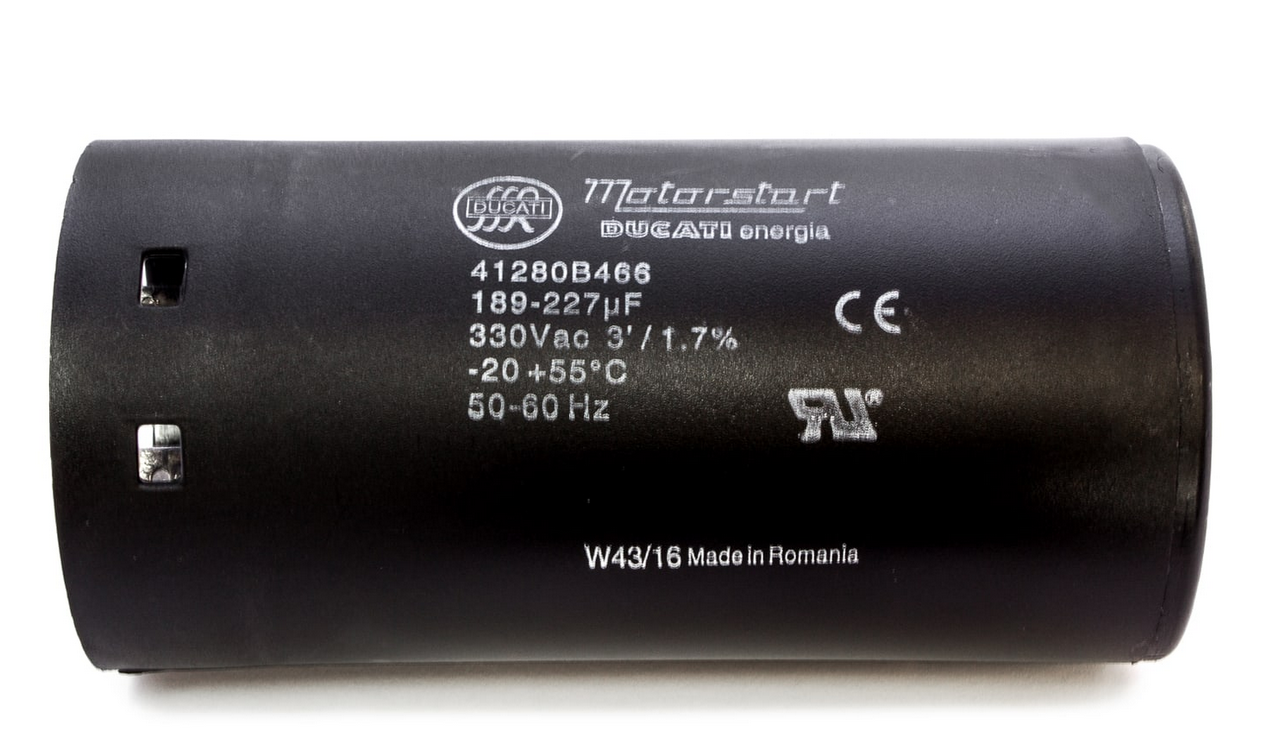 DUCATI
Motorstart
DUCATI energia
41280B466
189-227µF
330Vac 3'/1.7%
-20 +55°C
50-60 Hz
CE
RU®
W43/16 Made in Romania